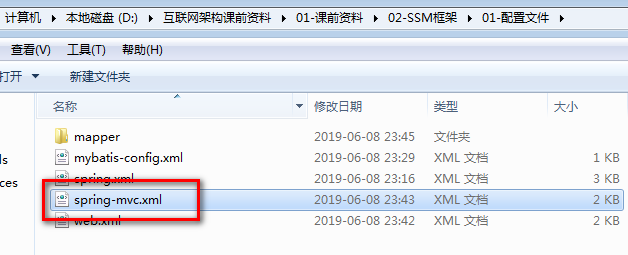 计算机 ▸ 本地磁盘 (D:) ▸ 互联网架构课前资料 ▸ 01-课前资料 ▸ 02-SSM框架 ▸ 01-配置文件 ▸
查看(V) 工具(T) 帮助(H)
打开 新建文件夹
名称 修改日期 类型 大小
mapper 2019-06-08 23:45 文件夹
mybatis-config.xml 2019-06-08 23:29 XML 文档 1 KB
spring.xml 2019-06-08 23:16 XML 文档 3 KB
ds
spring-mvc.xml 2019-06-08 23:43 XML 文档 2 KB
web.xml 2019-06-08 23:42 XML 文档 2 KB